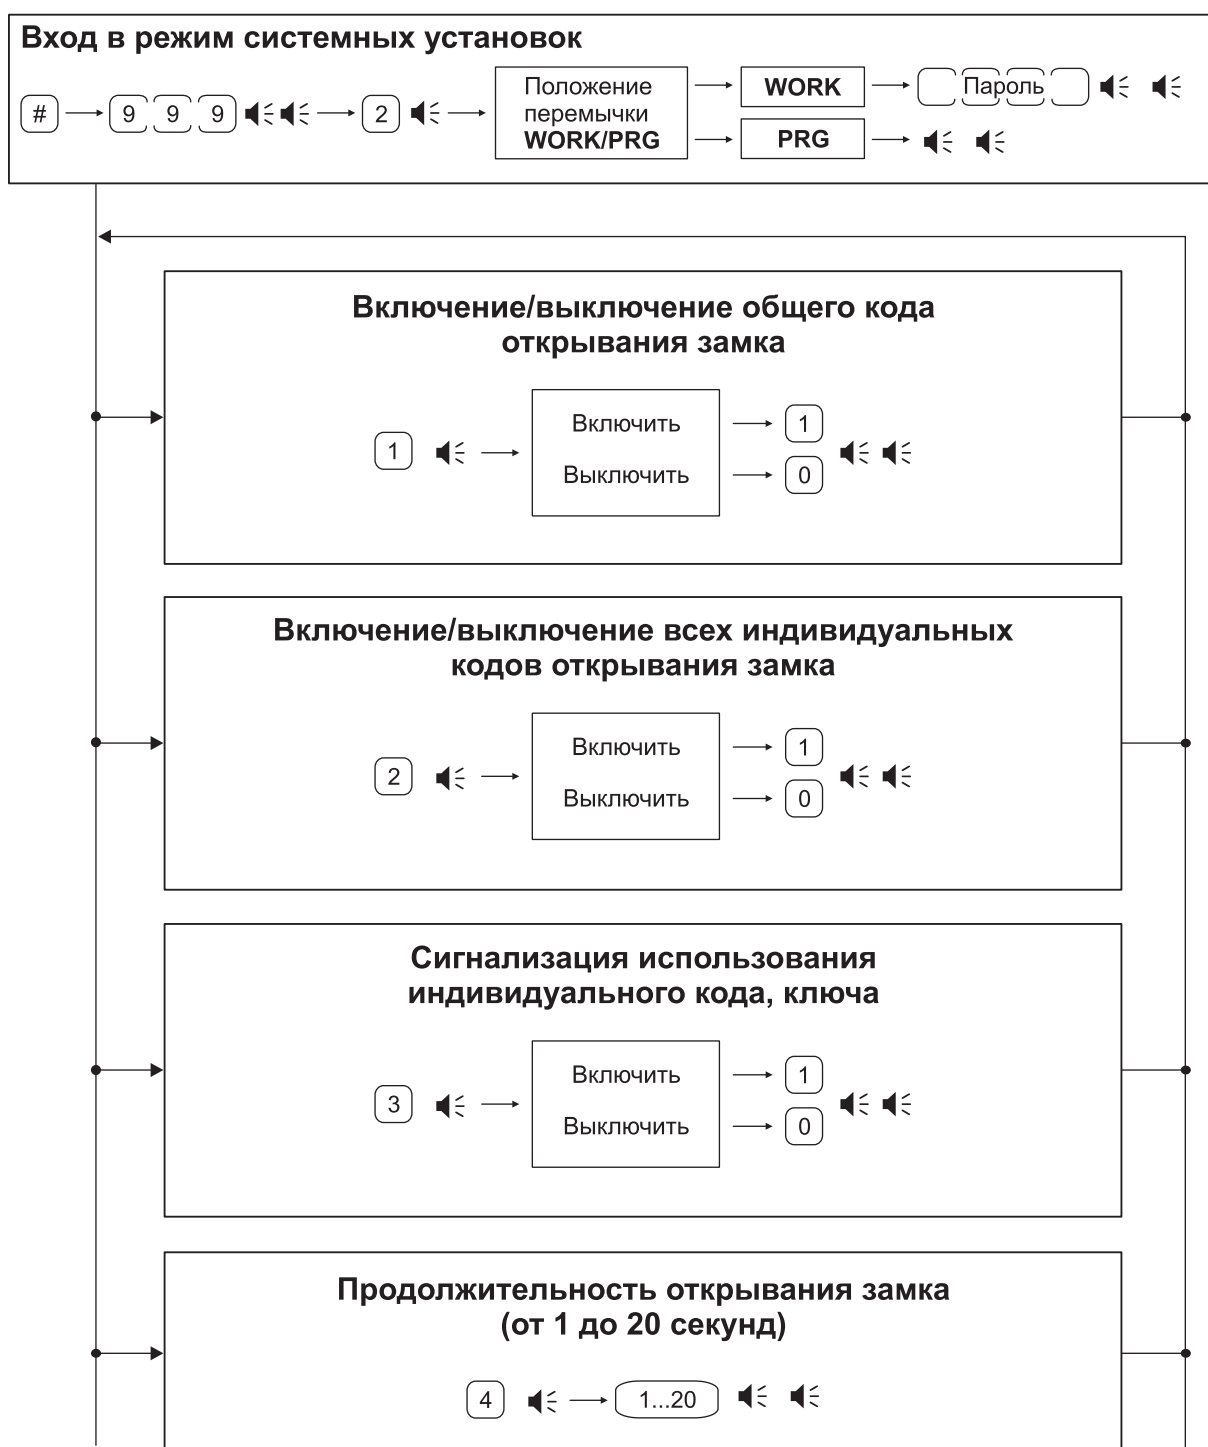 Вход в режим системных установок
# 9 9 9 2 Положение перемычки WORK/PRG WORK Пароль
PRG
Включение/выключение общего кода
открывания замка
Включить 1
1
Выключить 0
Включение/выключение всех индивидуальных
кодов открывания замка
Включить 1
2
Выключить 0
Сигнализация использования
индивидуального кода, ключа
Включить 1
3
Выключить 0
Продолжительность открывания замка
(от 1 до 20 секунд)
4 1...20